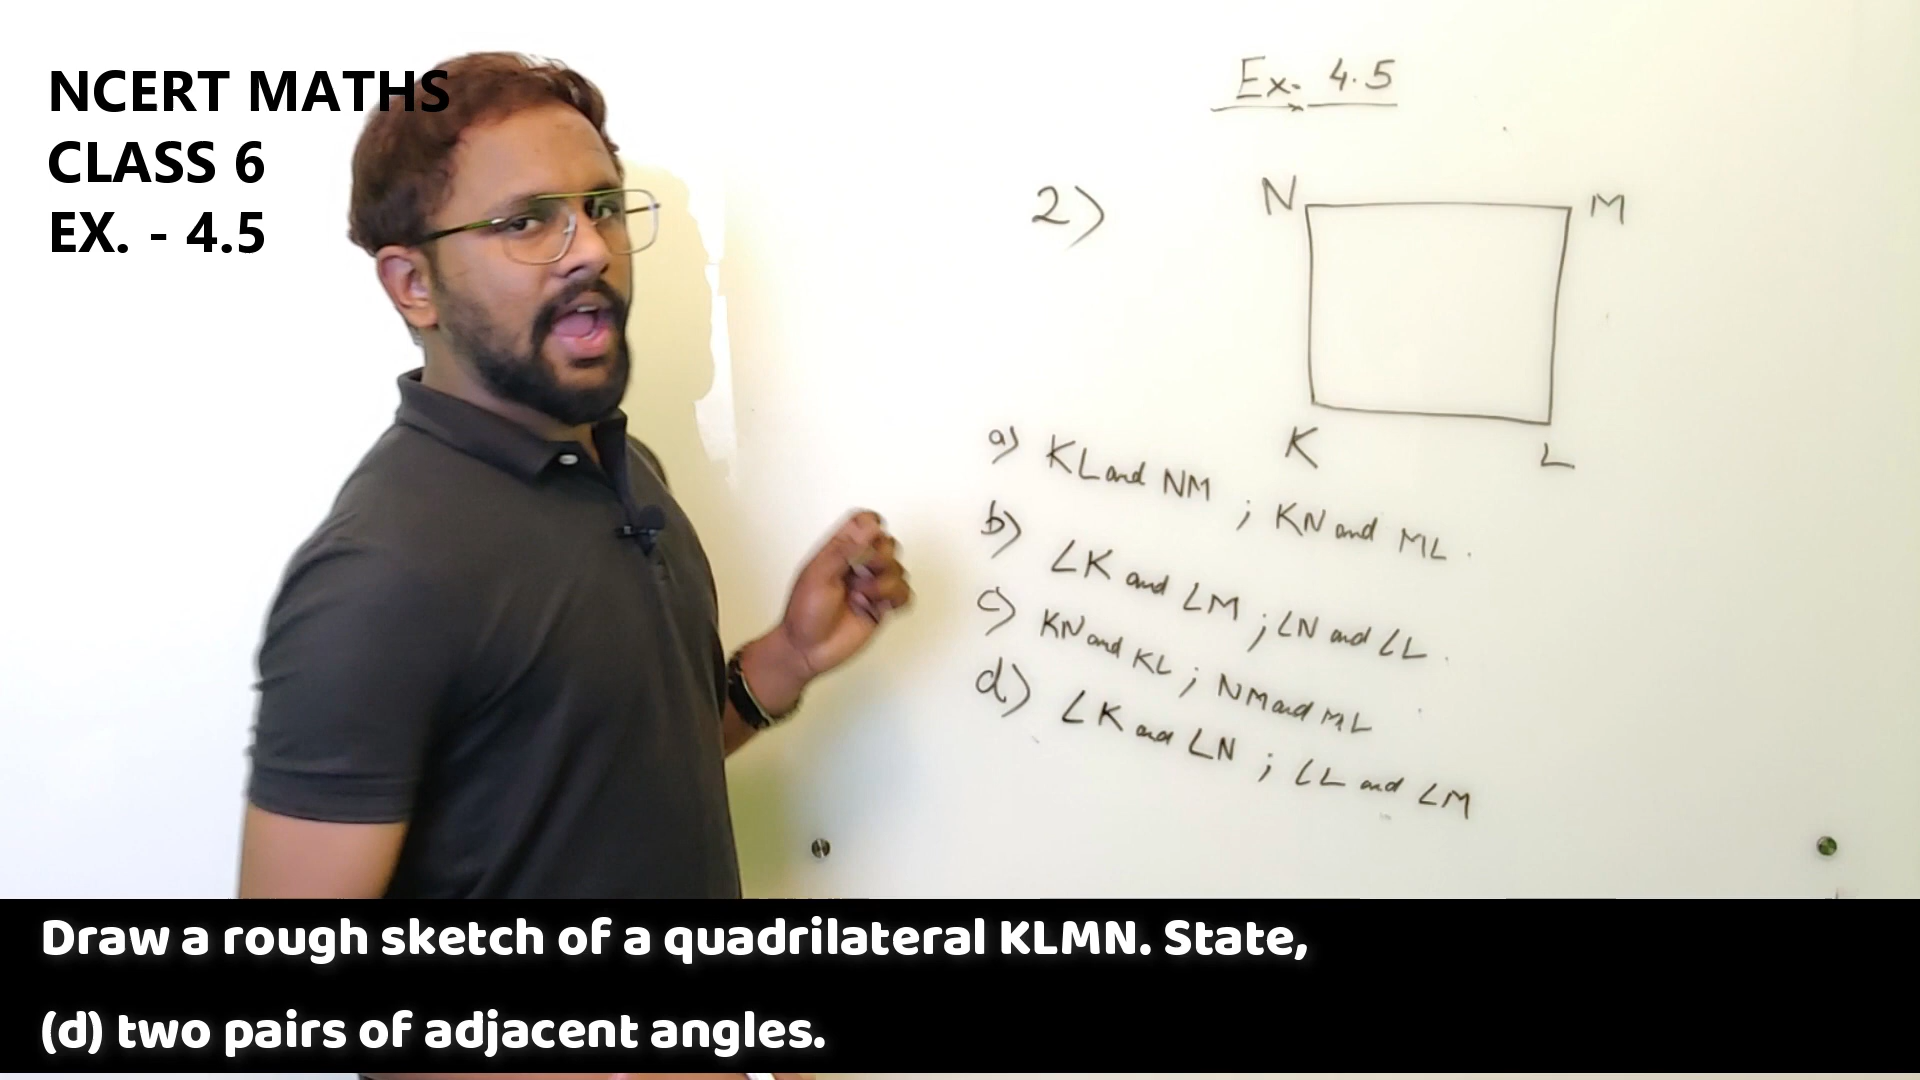 NCERT MATHS
CLASS 6
EX. - 4.5
Ex- 4.5
2)
N M
K L
a) KL and NM ; KN and ML .
b) ∠K and ∠M ; ∠N and ∠L .
c) KN and KL ; NM and ML
d) ∠K and ∠N ; ∠L and ∠M
Draw a rough sketch of a quadrilateral KLMN. State,
(d) two pairs of adjacent angles.